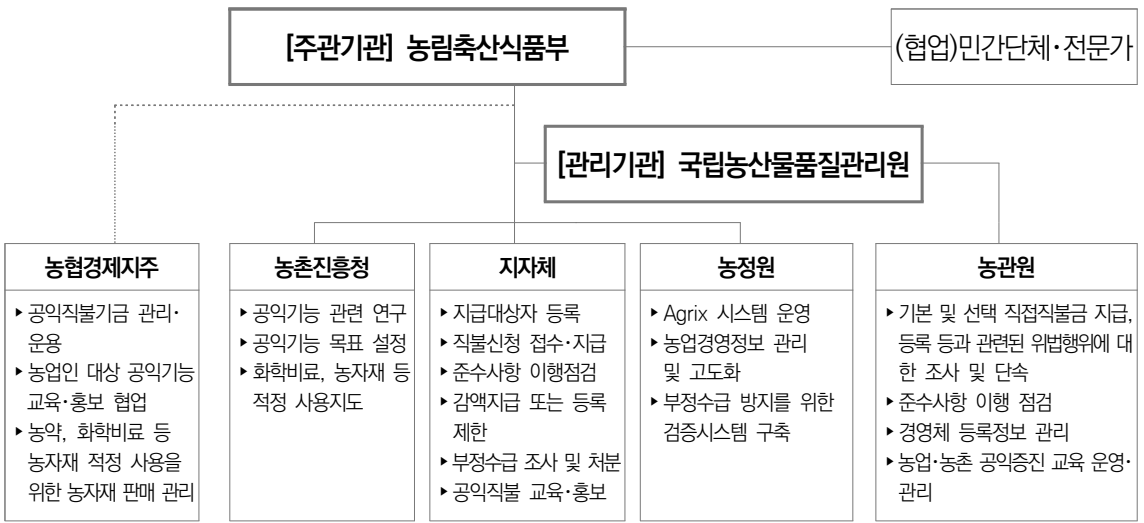 [주관기관] 농림축산식품부
(협업)민간단체·전문가
[관리기관] 국립농산물품질관리원
농협경제지주
▸공익직불기금 관리·
운용
▸농업인 대상 공익기능
교육·홍보 협업
▸농약, 화학비료 등
농자재 적정 사용을
위한 농자재 판매 관리
농촌진흥청
▸공익기능 관련 연구
▸공익기능 목표 설정
▸화학비료, 농자재 등
적정 사용지도
지자체
▸지급대상자 등록
▸직불신청 접수·지급
▸준수사항 이행점검
▸감액지급 또는 등록
제한
▸부정수급 조사 및 처분
▸공익직불 교육·홍보
농정원
▸Agrix 시스템 운영
▸농업경영정보 관리
및 고도화
▸부정수급 방지를 위한
검증시스템 구축
농관원
▸기본 및 선택 직접직불금 지급,
등록 등과 관련된 위법행위에 대
한 조사 및 단속
▸준수사항 이행 점검
▸경영체 등록정보 관리
▸농업·농촌 공익증진 교육 운영·
관리